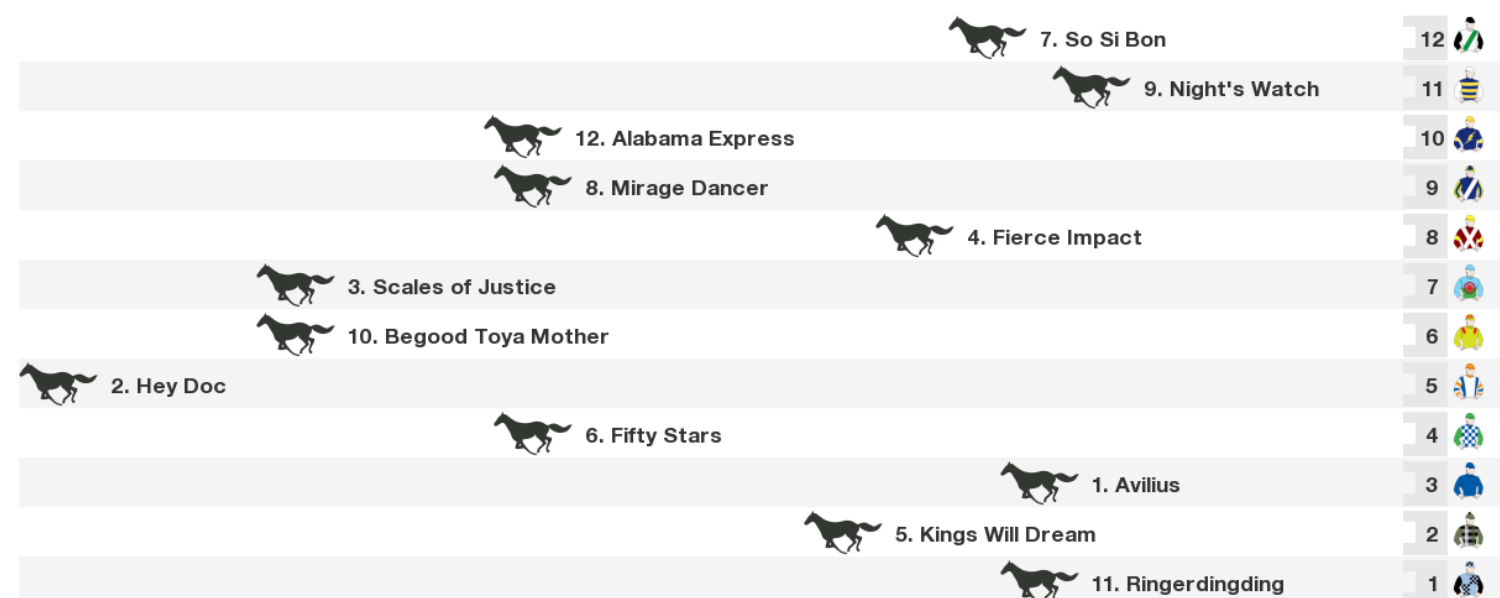 7. So Si Bon 12
9. Night's Watch 11
12. Alabama Express 10
8. Mirage Dancer 9
4. Fierce Impact 8
3. Scales of Justice 7
10. Begood Toya Mother 6
2. Hey Doc 5
6. Fifty Stars 4
1. Avilius 3
5. Kings Will Dream 2
11. Ringerdingding 1